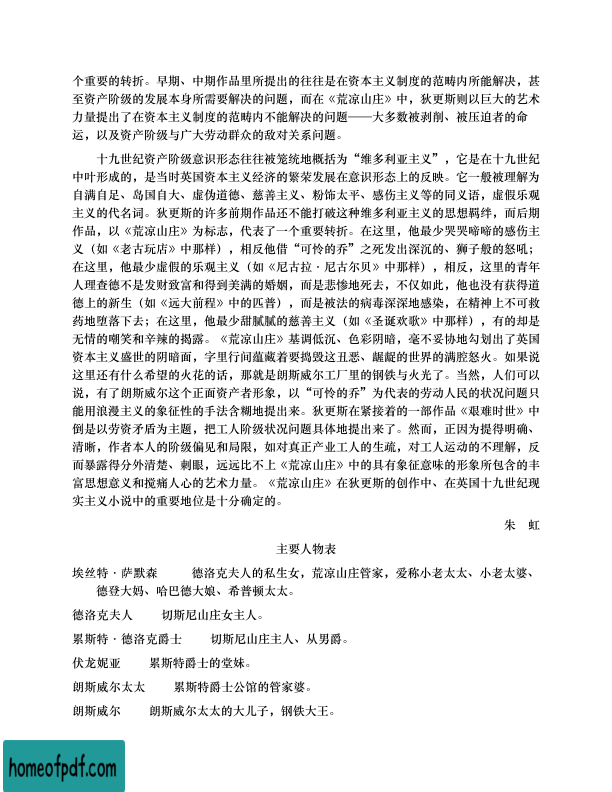 个重要的转折。早期、中期作品里所提出的往往是在资本主义制度的范畴内所能解决，甚
至资产阶级的发展本身所需要解决的问题，而在《荒凉山庄》中，狄更斯则以巨大的艺术
力量提出了在资本主义制度的范畴内不能解决的问题——大多数被剥削、被压迫者的命
运，以及资产阶级与广大劳动群众的敌对关系问题。
十九世纪资产阶级意识形态往往被笼统地概括为“维多利亚主义”，它是在十九世纪
中叶形成的，是当时英国资本主义经济的繁荣发展在意识形态上的反映。它一般被理解为
自满自足、岛国自大、虚伪道德、慈善主义、粉饰太平、感伤主义等的同义语，虚假乐观
主义的代名词。狄更斯的许多前期作品还不能打破这种维多利亚主义的思想羁绊，而后期
作品，以《荒凉山庄》为标志，代表了一个重要转折。在这里，他最少哭哭啼啼的感伤主
义（如《老古玩店》中那样），相反他借“可怜的乔”之死发出深沉的、狮子般的怒吼；
在这里，他最少虚假的乐观主义（如《尼古拉·尼古尔贝》中那样），相反，这里的青年
人理查德不是发财致富和得到美满的婚姻，而是悲惨地死去，不仅如此，他也没有获得道
德上的新生（如《远大前程》中的匹普），而是被法的病毒深深地感染，在精神上不可救
药地堕落下去；在这里，他最少甜腻腻的慈善主义（如《圣诞欢歌》中那样），有的却是
无情的嘲笑和辛辣的揭露。《荒凉山庄》基调低沉、色彩阴暗，毫不妥协地勾划出了英国
资本主义盛世的阴暗面，字里行间蕴藏着要捣毁这丑恶、龌龊的世界的满腔怒火。如果说
这里还有什么希望的火花的话，那就是朗斯威尔工厂里的钢铁与火光了。当然，人们可以
说，有了朗斯威尔这个正面资产者形象，以“可怜的乔”为代表的劳动人民的状况问题只
能用浪漫主义的象征性的手法含糊地提出来。狄更斯在紧接着的一部作品《艰难时世》中
倒是以劳资矛盾为主题，把工人阶级状况问题具体地提出来了。然而，正因为提得明确、
清晰，作者本人的阶级偏见和局限，如对真正产业工人的生疏，对工人运动的不理解，反
而暴露得分外清楚、刺眼，远远比不上《荒凉山庄》中的具有象征意味的形象所包含的丰
富思想意义和搅痛人心的艺术力量。《荒凉山庄》在狄更斯的创作中、在英国十九世纪现
实主义小说中的重要地位是十分确定的。
朱　虹
主要人物表
埃丝特·萨默森　　德洛克夫人的私生女，荒凉山庄管家，爱称小老太太、小老太婆、
德登大妈、哈巴德大娘、希普顿太太。
德洛克夫人　　切斯尼山庄女主人。
累斯特·德洛克爵士　　切斯尼山庄主人、从男爵。
伏龙妮亚　　累斯特爵士的堂妹。
朗斯威尔太太　　累斯特爵士公馆的管家婆。
朗斯威尔　　朗斯威尔太太的大儿子，钢铁大王。
homeofpdf.com